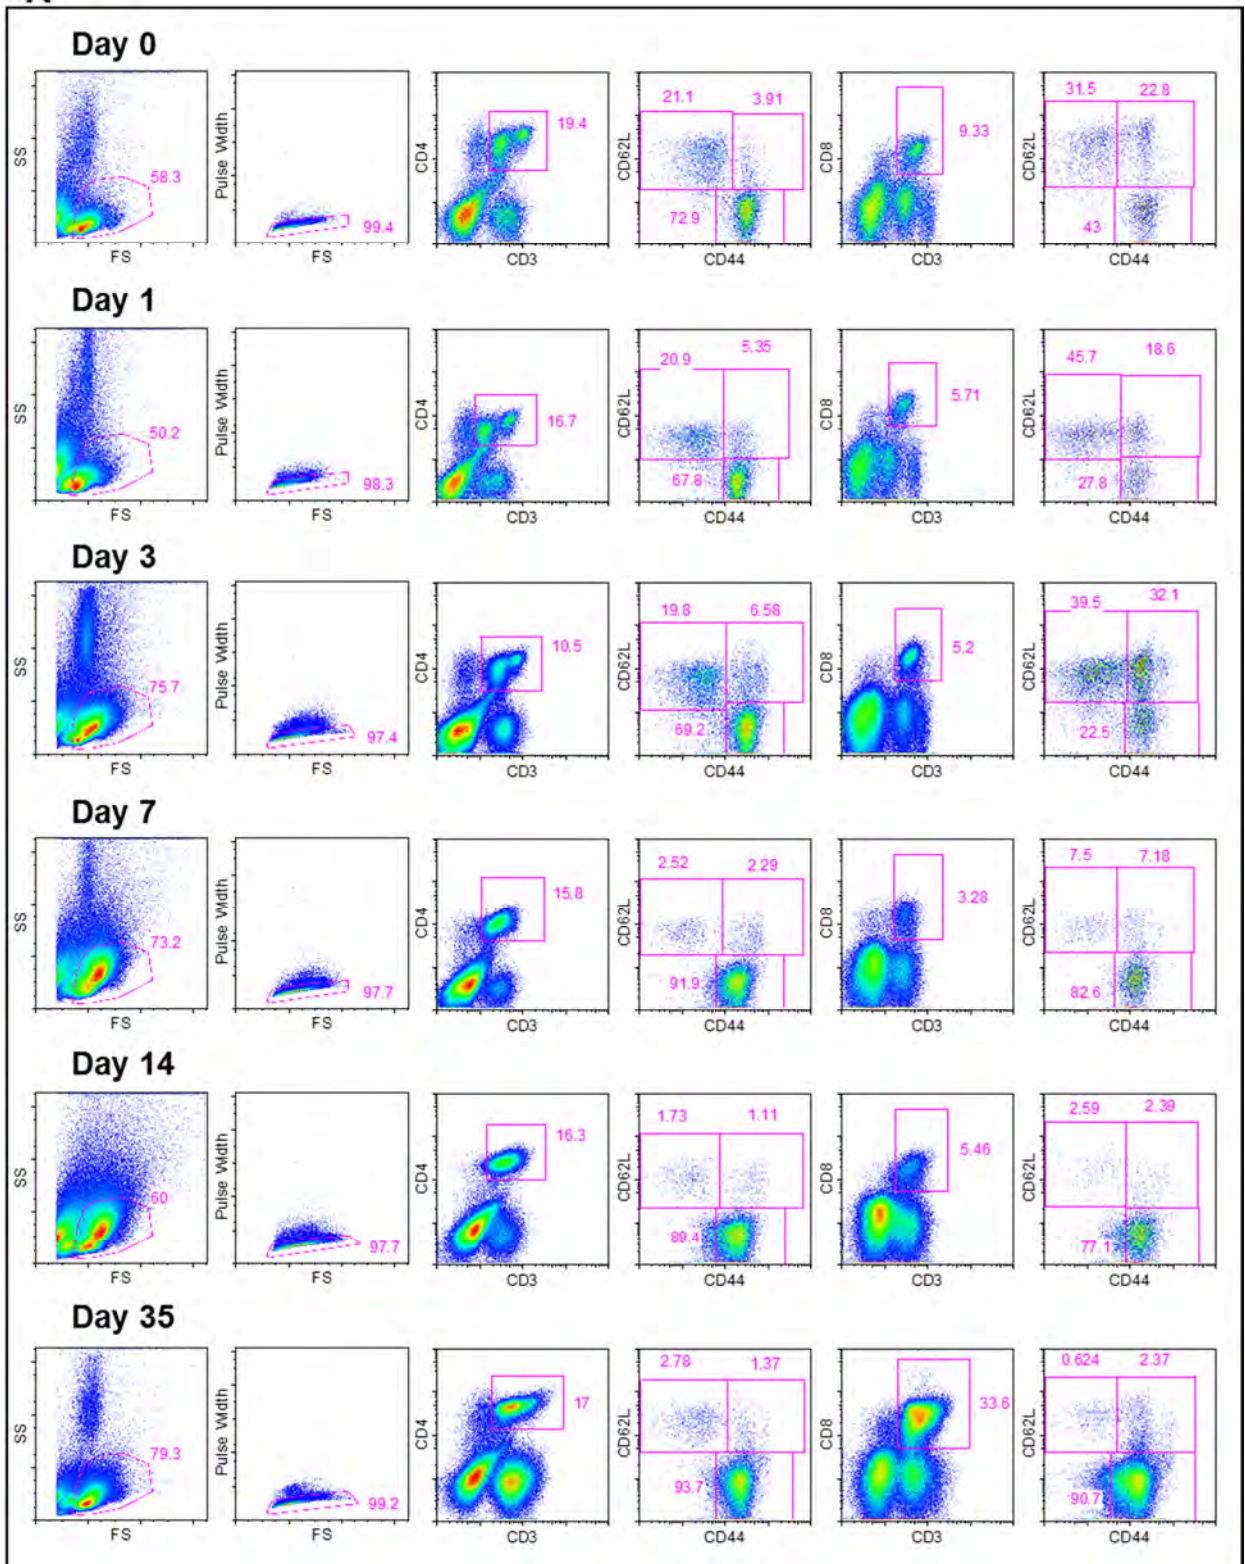 Day 0
SS
58.3
FS
Pulse Width
99.4
FS
CD4
19.4
CD3
CD62L
21.1 3.91
72.9
CD44
CD8
9.33
CD3
CD62L
31.5 22.8
43
CD44
Day 1
SS
50.2
FS
Pulse Width
98.3
FS
CD4
16.7
CD3
CD62L
20.9 5.35
67.8
CD44
CD8
5.71
CD3
CD62L
45.7 18.6
27.8
CD44
Day 3
SS
75.7
FS
Pulse Width
97.4
FS
CD4
10.5
CD3
CD62L
19.8 6.58
69.2
CD44
CD8
5.2
CD3
CD62L
39.5 32.1
22.5
CD44
Day 7
SS
73.2
FS
Pulse Width
97.7
FS
CD4
15.8
CD3
CD62L
2.52 2.29
91.9
CD44
CD8
3.28
CD3
CD62L
7.5 7.18
82.6
CD44
Day 14
SS
60
FS
Pulse Width
97.7
FS
CD4
16.3
CD3
CD62L
1.73 1.11
89.4
CD44
CD8
5.46
CD3
CD62L
2.59 2.39
77.1
CD44
Day 35
SS
79.3
FS
Pulse Width
99.2
FS
CD4
17
CD3
CD62L
2.78 1.37
93.7
CD44
CD8
33.6
CD3
CD62L
0.624 2.37
90.7
CD44